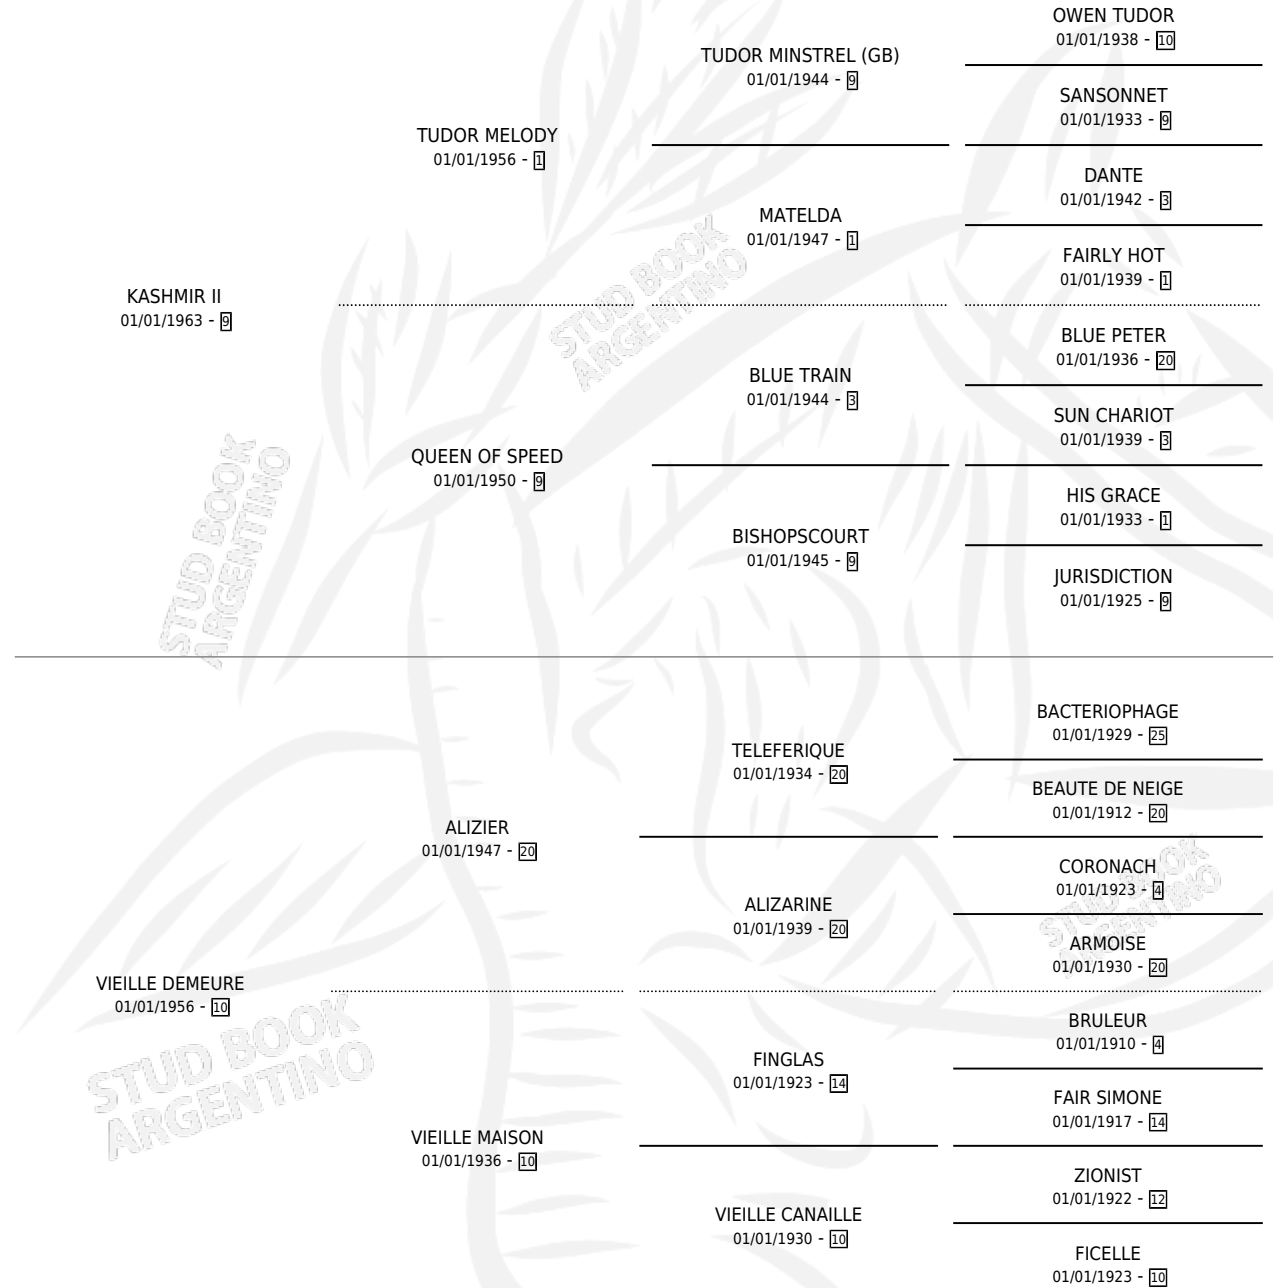 OWEN TUDOR
01/01/1938 - 10
TUDOR MINSTREL (GB)
01/01/1944 - 9
SANSONNET
01/01/1933 - 9
TUDOR MELODY
01/01/1956 - 1
DANTE
01/01/1942 - 3
MATELDA
01/01/1947 - 1
FAIRLY HOT
01/01/1939 - 1
KASHMIR II
01/01/1963 - 9
BLUE PETER
01/01/1936 - 20
BLUE TRAIN
01/01/1944 - 3
SUN CHARIOT
01/01/1939 - 3
QUEEN OF SPEED
01/01/1950 - 9
HIS GRACE
01/01/1933 - 1
BISHOPSCOURT
01/01/1945 - 9
JURISDICTION
01/01/1925 - 9
BACTERIOPHAGE
01/01/1929 - 25
TELEFERIQUE
01/01/1934 - 20
BEAUTE DE NEIGE
01/01/1912 - 20
ALIZIER
01/01/1947 - 20
CORONACH
01/01/1923 - 4
ALIZARINE
01/01/1939 - 20
ARMOISE
01/01/1930 - 20
VIEILLE DEMEURE
01/01/1956 - 10
BRULEUR
01/01/1910 - 4
FINGLAS
01/01/1923 - 14
FAIR SIMONE
01/01/1917 - 14
VIEILLE MAISON
01/01/1936 - 10
ZIONIST
01/01/1922 - 12
VIEILLE CANAILLE
01/01/1930 - 10
FICELLE
01/01/1923 - 10
STUD BOOK
ARGENTINO
STUD BOOK
ARGENTINO
STUD BOOK
ARGENTINO
STUD BOOK
ARGENTINO